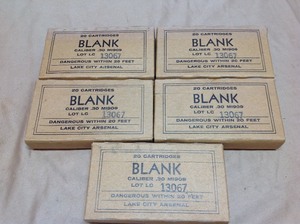 20 CARTRIDGES
BLANK
CALIBER .30 M1909
LOT LC 13067
DANGEROUS WITHIN 20 FEET
LAKE CITY ARSENAL
20 CARTRIDGES
BLANK
CALIBER .30 M1909
LOT LC 13067
DANGEROUS WITHIN 20 FEET
LAKE CITY ARSENAL
20 CARTRIDGES
BLANK
CALIBER .30 M1909
LOT LC 13067
DANGEROUS WITHIN 20 FEET
LAKE CITY ARSENAL
20 CARTRIDGES
BLANK
CALIBER .30 M1909
LOT LC 13067
DANGEROUS WITHIN 20 FEET
LAKE CITY ARSENAL
20 CARTRIDGES
BLANK
CALIBER .30 M1909
LOT LC 13067
DANGEROUS WITHIN 20 FEET
LAKE CITY ARSENAL